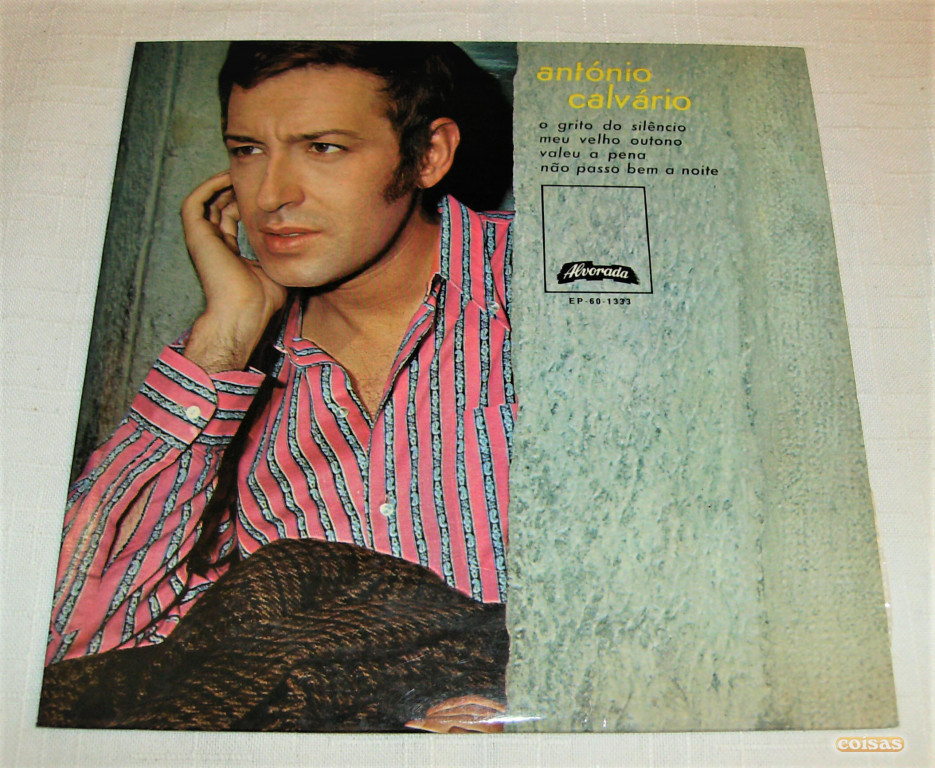 antónio
calvário
o grito do silêncio
meu velho outono
valeu a pena
não passo bem a noite
Alvorada
EP-60-1333
coisas